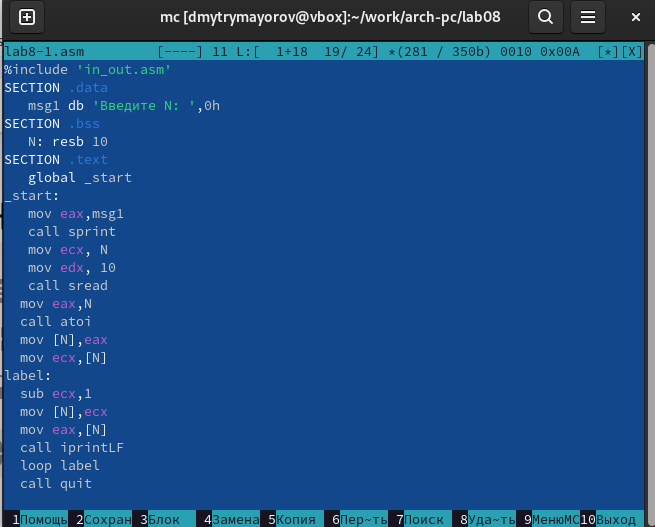 mc [dmytrymayorov@vbox]:~/work/arch-pc/lab08
lab8-1.asm [----] 11 L:[ 1+18 19/ 24] *(281 / 350b) 0010 0x00A [*][X]
%include 'in_out.asm'
SECTION .data
msg1 db 'Введите N: ',0h
SECTION .bss
N: resb 10
SECTION .text
global _start
_start:
mov eax,msg1
call sprint
mov ecx, N
mov edx, 10
call sread
mov eax,N
call atoi
mov [N],eax
mov ecx,[N]
label:
sub ecx,1
mov [N],ecx
mov eax,[N]
call iprintLF
loop label
call quit
1Помощь 2Сохран 3Блок 4Замена 5Копия 6Пер~ть 7Поиск 8Уда~ть 9МенюMC 10Выход